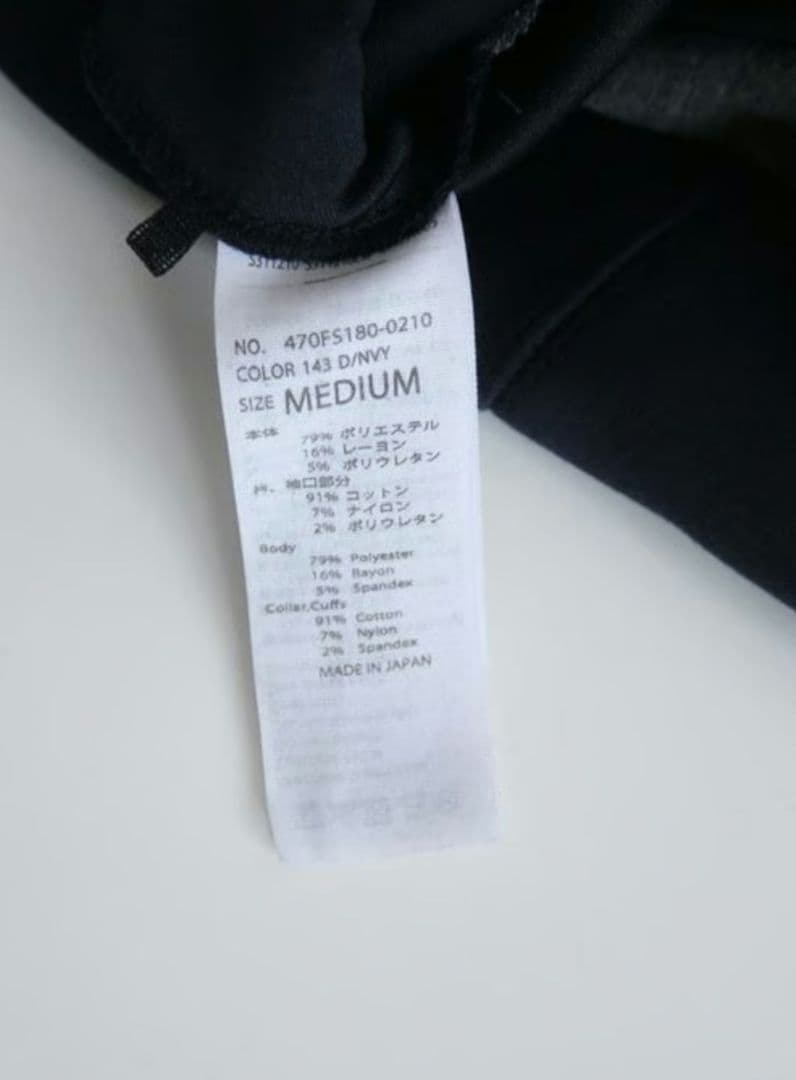 NO. 470FS180-0210
COLOR 143 D/NVY
SIZE MEDIUM
本体
79% ポリエステル
16% レーヨン
5% ポリウレタン
衿、袖口部分
91% コットン
7% ナイロン
2% ポリウレタン
Body
79% Polyester
16% Rayon
5% Spandex
Collar,Cuffs
91% Cotton
7% Nylon
2% Spandex
MADE IN JAPAN